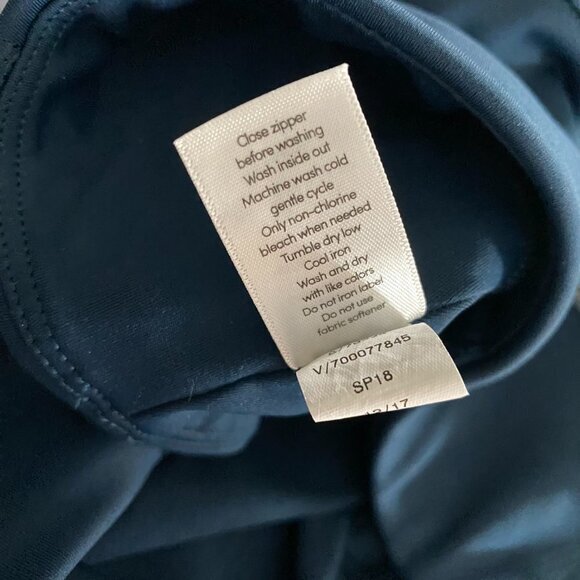 Close zipper
before washing
Wash inside out
Machine wash cold
gentle cycle
Only non-chlorine
bleach when needed
Tumble dry low
Cool iron
Wash and dry
with like colors
Do not iron label
Do not use
fabric softener
V/700077845
SP18